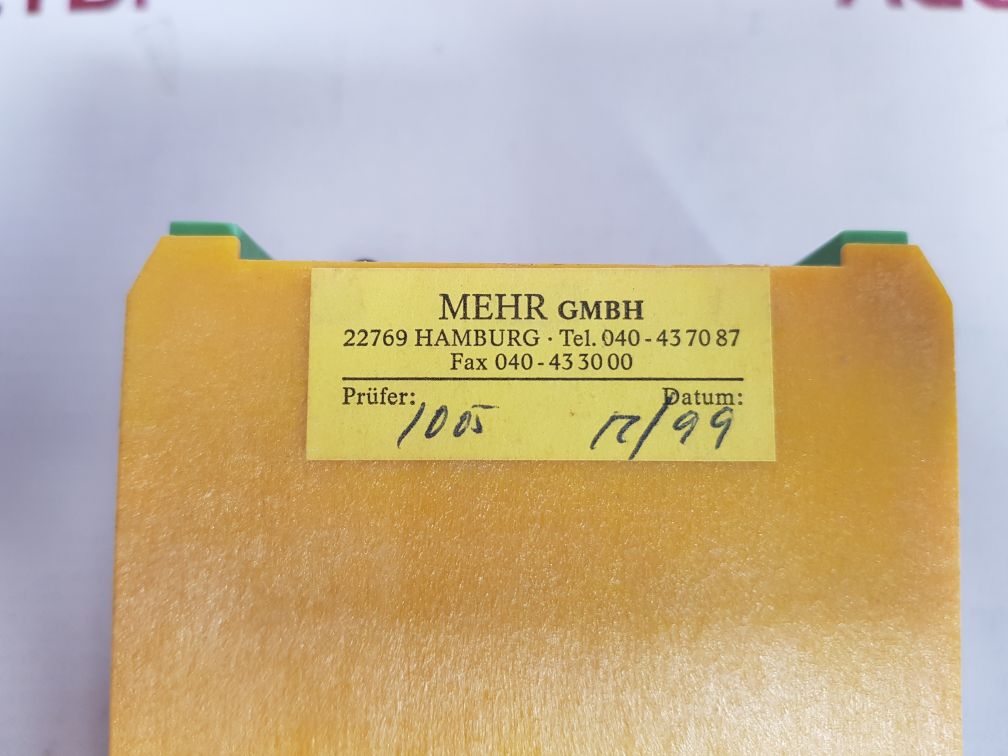 MEHR GMBH
22769 HAMBURG · Tel. 040 - 43 70 87
Fax 040 - 43 30 00
Prüfer: Datum:
1005 12/99